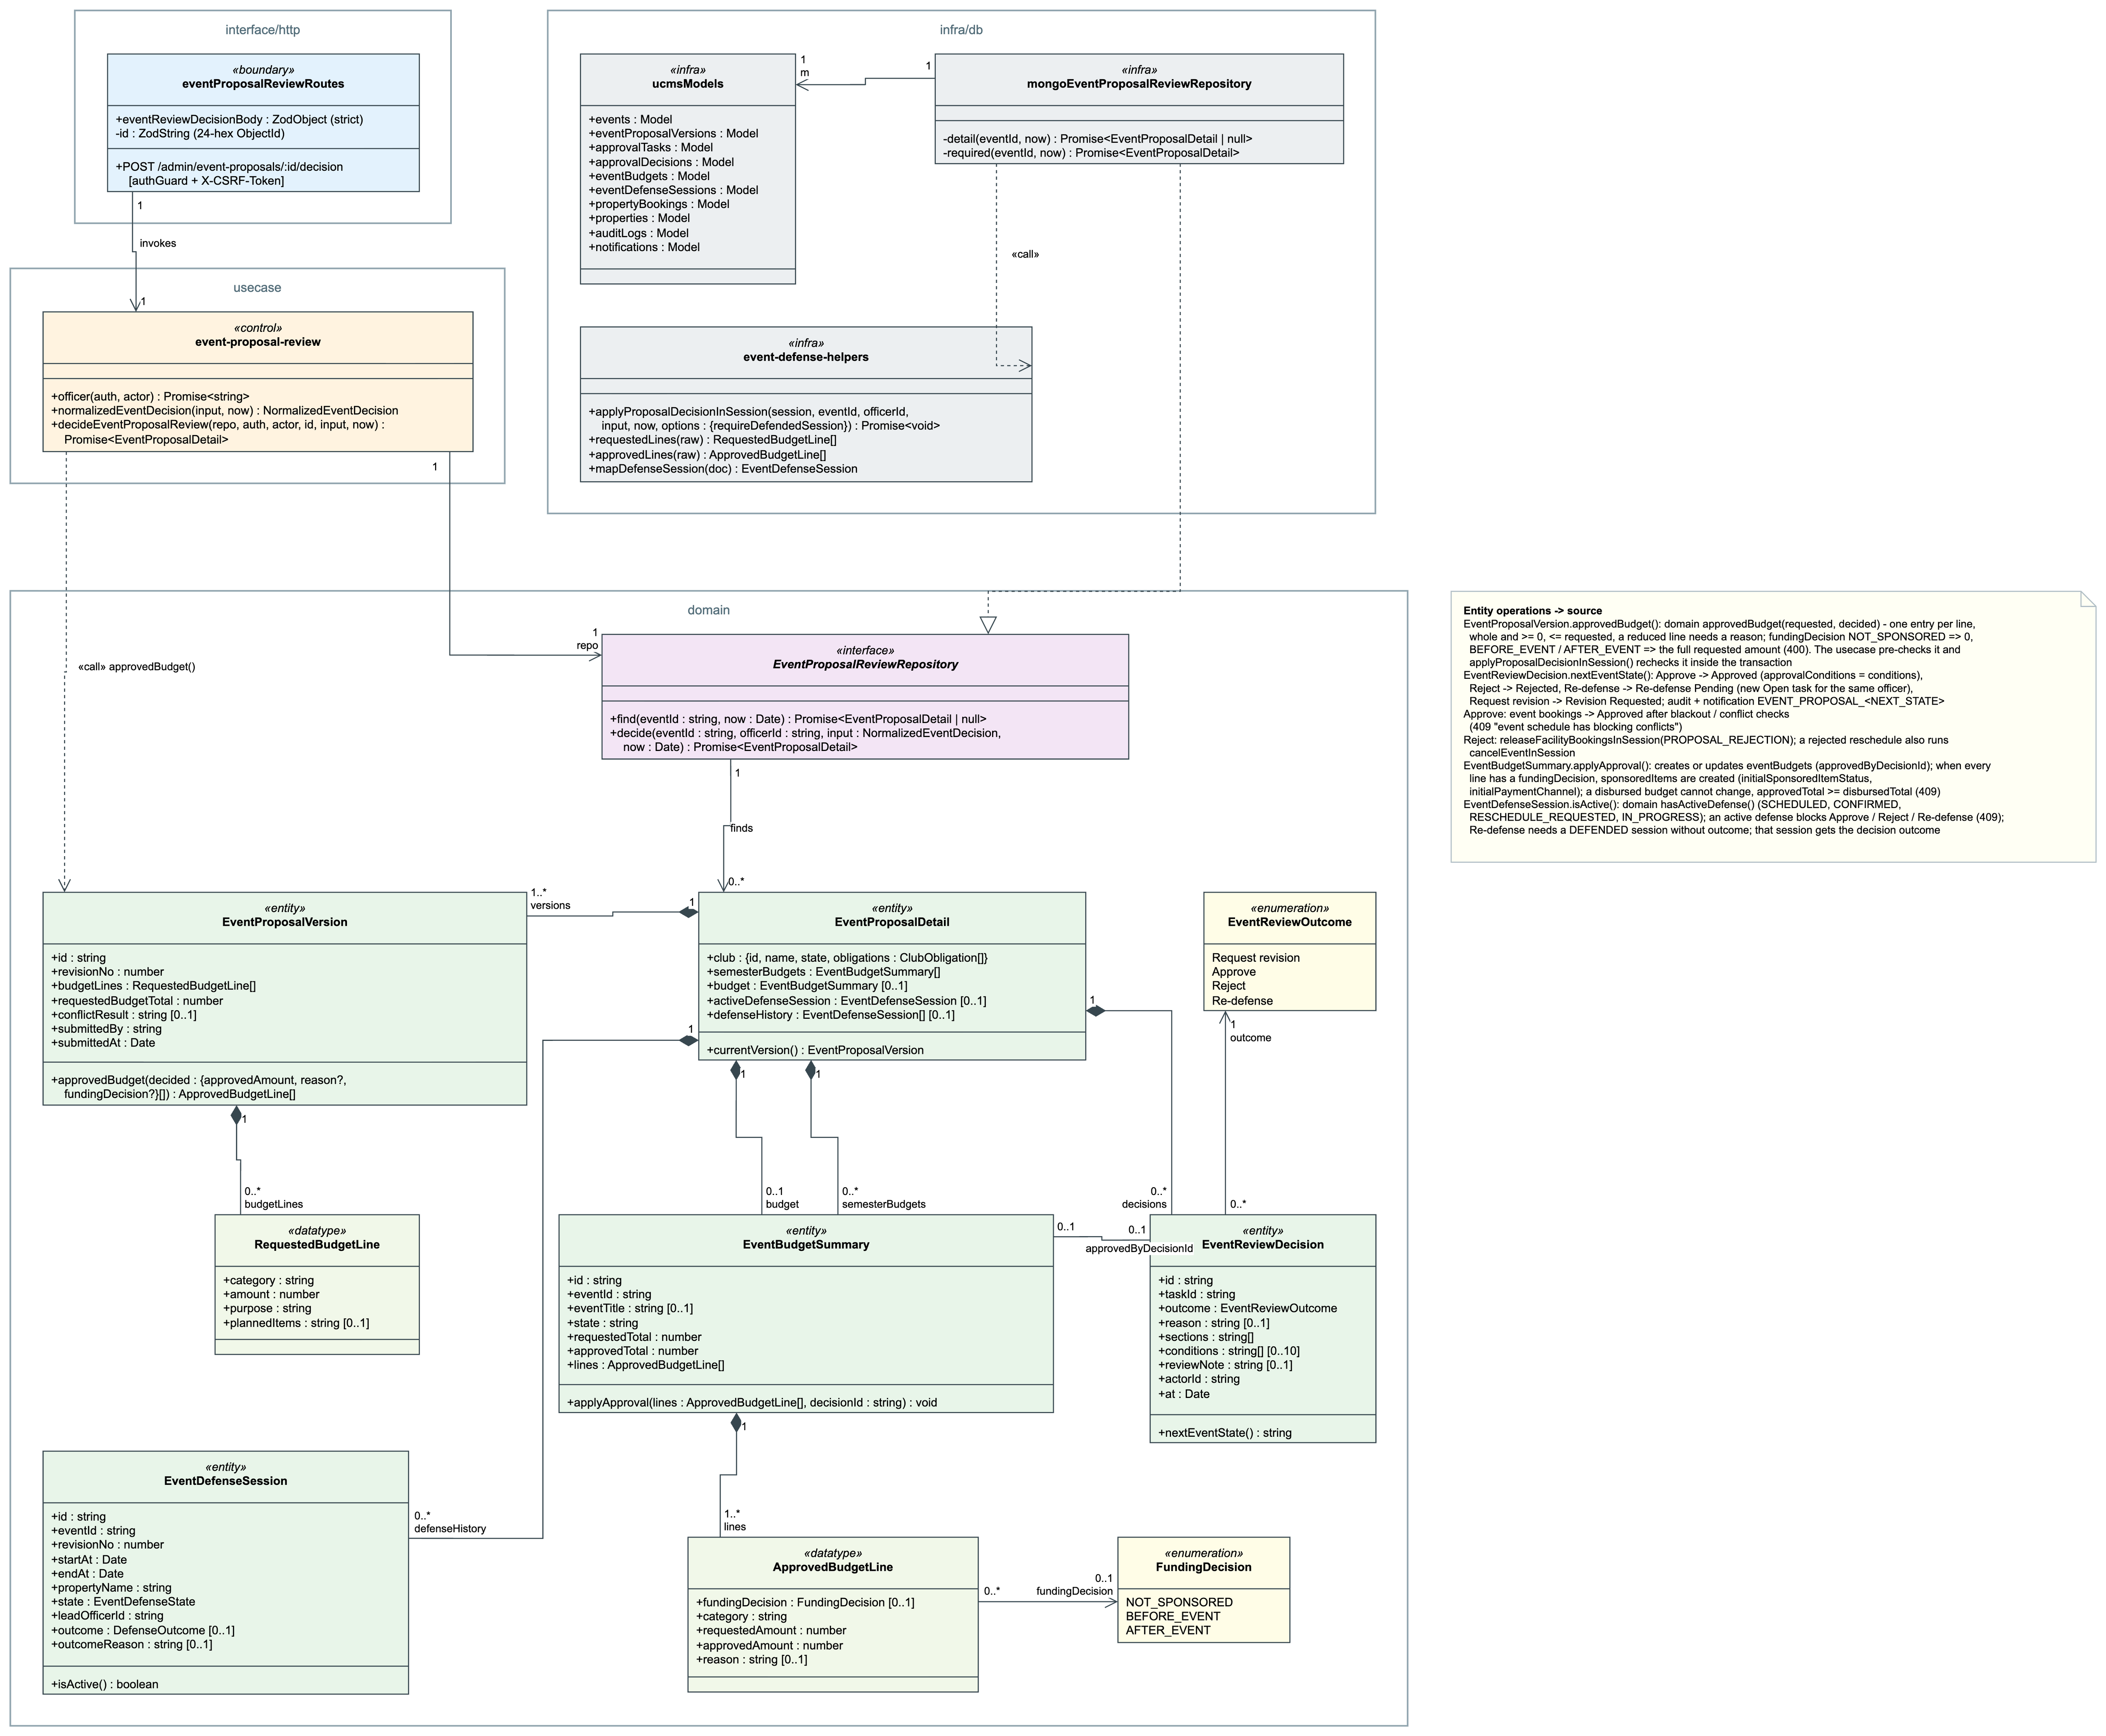 interface/http
«boundary»
eventProposalReviewRoutes
+eventReviewDecisionBody : ZodObject (strict)
-id : ZodString (24-hex ObjectId)
+POST /admin/event-proposals/:id/decision
[authGuard + X-CSRF-Token]
1
invokes
1
usecase
«control»
event-proposal-review
+officer(auth, actor) : Promise<string>
+normalizedEventDecision(input, now) : NormalizedEventDecision
+decideEventProposalReview(repo, auth, actor, id, input, now) :
Promise<EventProposalDetail>
1
«call» approvedBudget()
infra/db
«infra»
ucmsModels
+events : Model
+eventProposalVersions : Model
+approvalTasks : Model
+approvalDecisions : Model
+eventBudgets : Model
+eventDefenseSessions : Model
+propertyBookings : Model
+properties : Model
+auditLogs : Model
+notifications : Model
1
m
1
«infra»
mongoEventProposalReviewRepository
-detail(eventId, now) : Promise<EventProposalDetail | null>
-required(eventId, now) : Promise<EventProposalDetail>
«call»
«infra»
event-defense-helpers
+applyProposalDecisionInSession(session, eventId, officerId,
input, now, options : {requireDefendedSession}) : Promise<void>
+requestedLines(raw) : RequestedBudgetLine[]
+approvedLines(raw) : ApprovedBudgetLine[]
+mapDefenseSession(doc) : EventDefenseSession
domain
1
repo
«interface»
EventProposalReviewRepository
+find(eventId : string, now : Date) : Promise<EventProposalDetail | null>
+decide(eventId : string, officerId : string, input : NormalizedEventDecision,
now : Date) : Promise<EventProposalDetail>
1
finds
0..*
Entity operations -> source
EventProposalVersion.approvedBudget(): domain approvedBudget(requested, decided) - one entry per line,
whole and >= 0, <= requested, a reduced line needs a reason; fundingDecision NOT_SPONSORED => 0,
BEFORE_EVENT / AFTER_EVENT => the full requested amount (400). The usecase pre-checks it and
applyProposalDecisionInSession() rechecks it inside the transaction
EventReviewDecision.nextEventState(): Approve -> Approved (approvalConditions = conditions),
Reject -> Rejected, Re-defense -> Re-defense Pending (new Open task for the same officer),
Request revision -> Revision Requested; audit + notification EVENT_PROPOSAL_<NEXT_STATE>
Approve: event bookings -> Approved after blackout / conflict checks
(409 "event schedule has blocking conflicts")
Reject: releaseFacilityBookingsInSession(PROPOSAL_REJECTION); a rejected reschedule also runs
cancelEventInSession
EventBudgetSummary.applyApproval(): creates or updates eventBudgets (approvedByDecisionId); when every
line has a fundingDecision, sponsoredItems are created (initialSponsoredItemStatus,
initialPaymentChannel); a disbursed budget cannot change, approvedTotal >= disbursedTotal (409)
EventDefenseSession.isActive(): domain hasActiveDefense() (SCHEDULED, CONFIRMED,
RESCHEDULE_REQUESTED, IN_PROGRESS); an active defense blocks Approve / Reject / Re-defense (409);
Re-defense needs a DEFENDED session without outcome; that session gets the decision outcome
«entity»
EventProposalVersion
+id : string
+revisionNo : number
+budgetLines : RequestedBudgetLine[]
+requestedBudgetTotal : number
+conflictResult : string [0..1]
+submittedBy : string
+submittedAt : Date
+approvedBudget(decided : {approvedAmount, reason?,
fundingDecision?}[]) : ApprovedBudgetLine[]
1..*
versions
1
«entity»
EventProposalDetail
+club : {id, name, state, obligations : ClubObligation[]}
+semesterBudgets : EventBudgetSummary[]
+budget : EventBudgetSummary [0..1]
+activeDefenseSession : EventDefenseSession [0..1]
+defenseHistory : EventDefenseSession[] [0..1]
+currentVersion() : EventProposalVersion
1
1
«enumeration»
EventReviewOutcome
Request revision
Approve
Reject
Re-defense
1
outcome
1
0..*
budgetLines
«datatype»
RequestedBudgetLine
+category : string
+amount : number
+purpose : string
+plannedItems : string [0..1]
1
1
0..1
budget
0..*
semesterBudgets
0..*
decisions
0..*
«entity»
EventBudgetSummary
+id : string
+eventId : string
+eventTitle : string [0..1]
+state : string
+requestedTotal : number
+approvedTotal : number
+lines : ApprovedBudgetLine[]
+applyApproval(lines : ApprovedBudgetLine[], decisionId : string) : void
0..1
0..1
approvedByDecisionId
«entity»
EventReviewDecision
+id : string
+taskId : string
+outcome : EventReviewOutcome
+reason : string [0..1]
+sections : string[]
+conditions : string[] [0..10]
+reviewNote : string [0..1]
+actorId : string
+at : Date
+nextEventState() : string
«entity»
EventDefenseSession
+id : string
+eventId : string
+revisionNo : number
+startAt : Date
+endAt : Date
+propertyName : string
+state : EventDefenseState
+leadOfficerId : string
+outcome : DefenseOutcome [0..1]
+outcomeReason : string [0..1]
+isActive() : boolean
0..*
defenseHistory
1
1..*
lines
«datatype»
ApprovedBudgetLine
+fundingDecision : FundingDecision [0..1]
+category : string
+requestedAmount : number
+approvedAmount : number
+reason : string [0..1]
0..*
0..1
fundingDecision
«enumeration»
FundingDecision
NOT_SPONSORED
BEFORE_EVENT
AFTER_EVENT